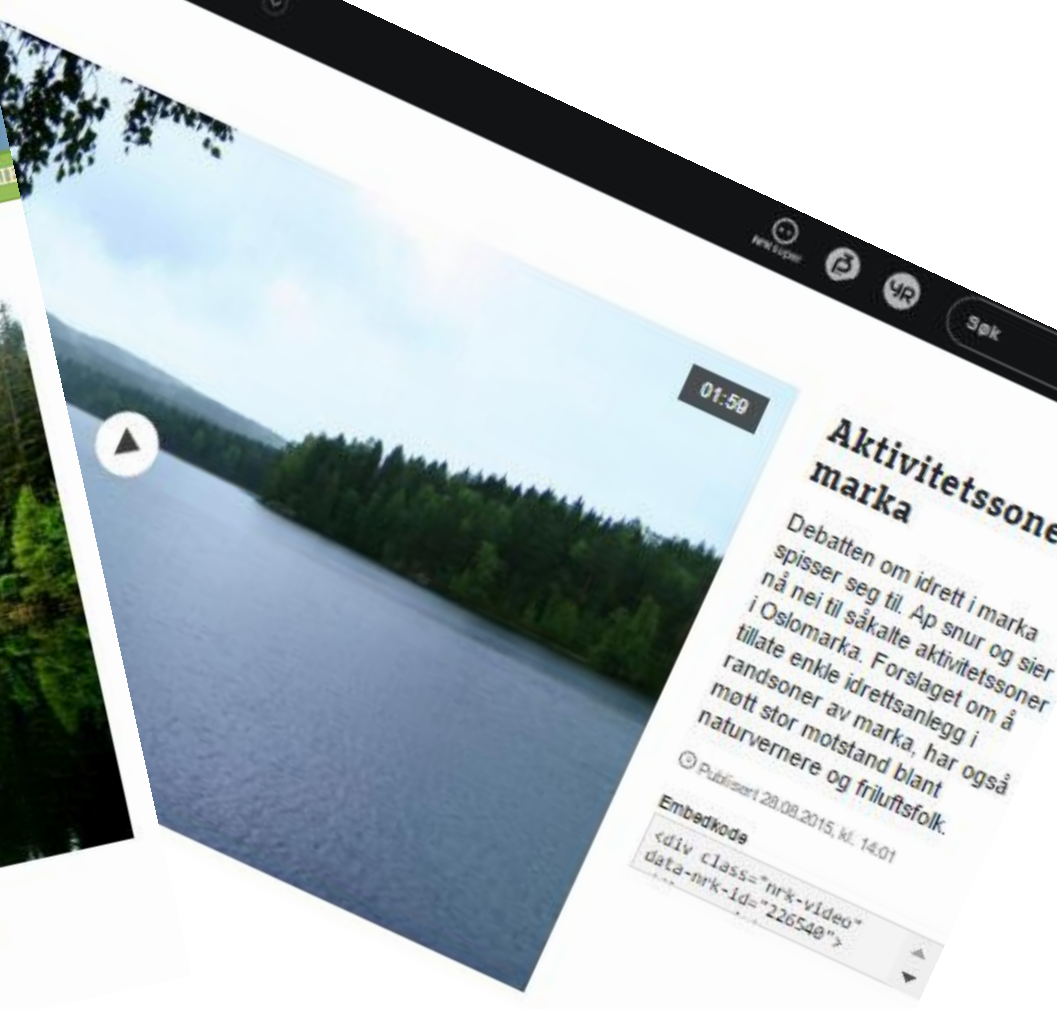 nrk super
P3
YR
Søk
01:59
Aktivitetssone
marka
Debatten om idrett i marka
spisser seg til. Ap snur og sier
nå nei til såkalte aktivitetssoner
i Oslomarka. Forslaget om å
tillate enkle idrettsanlegg i
randsoner av marka, har også
møtt stor motstand blant
naturvernere og friluftsfolk.
Publisert 28.08.2015, kl. 14:01
Embedkode
<div class="nrk-video"
data-nrk-id="226540">